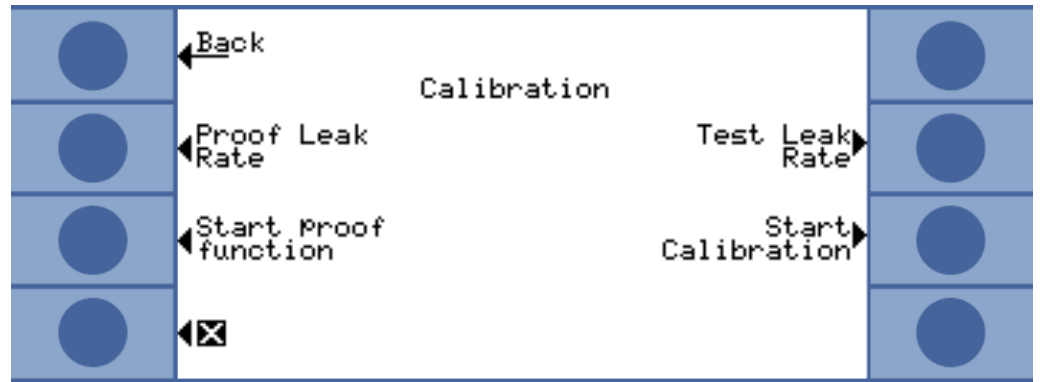 Back
Calibration
Proof Leak
Rate
Test Leak
Rate
Start Proof
function
Start
Calibration